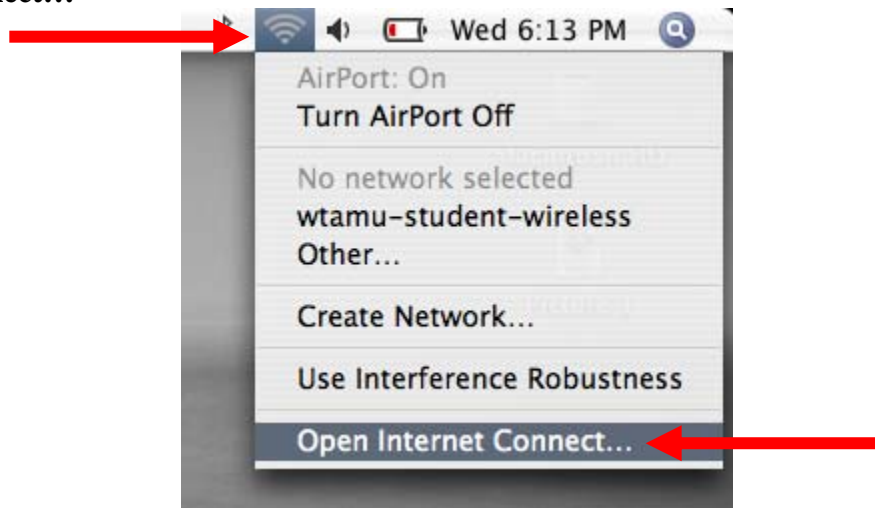 Wed 6:13 PM
AirPort: On
Turn AirPort Off
No network selected
wtamu-student-wireless
Other...
Create Network...
Use Interference Robustness
Open Internet Connect...